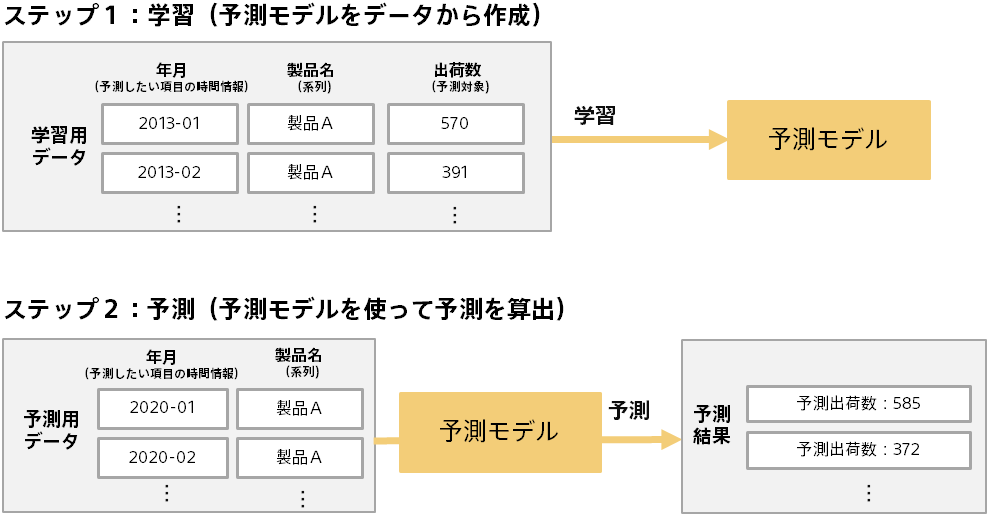 ステップ１：学習（予測モデルをデータから作成）
年月
(予測したい項目の時間情報)
製品名
(系列)
出荷数
(予測対象)
学習用
データ
2013-01
製品Ａ
570
2013-02
製品Ａ
391
⋮
⋮
⋮
学習
予測モデル
ステップ２：予測（予測モデルを使って予測を算出）
年月
(予測したい項目の時間情報)
製品名
(系列)
予測用
データ
2020-01
製品Ａ
2020-02
製品Ａ
⋮
⋮
予測モデル
予測
予測
結果
予測出荷数：585
予測出荷数：372
⋮